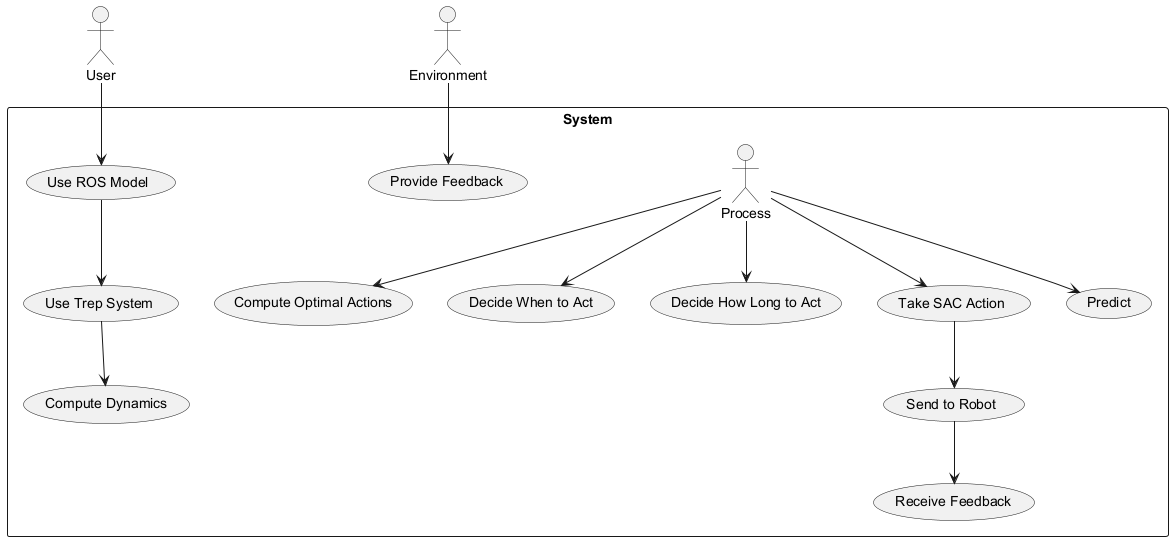 User
Environment
System
Use ROS Model
Provide Feedback
Process
Use Trep System
Compute Optimal Actions
Decide When to Act
Decide How Long to Act
Take SAC Action
Predict
Compute Dynamics
Send to Robot
Receive Feedback